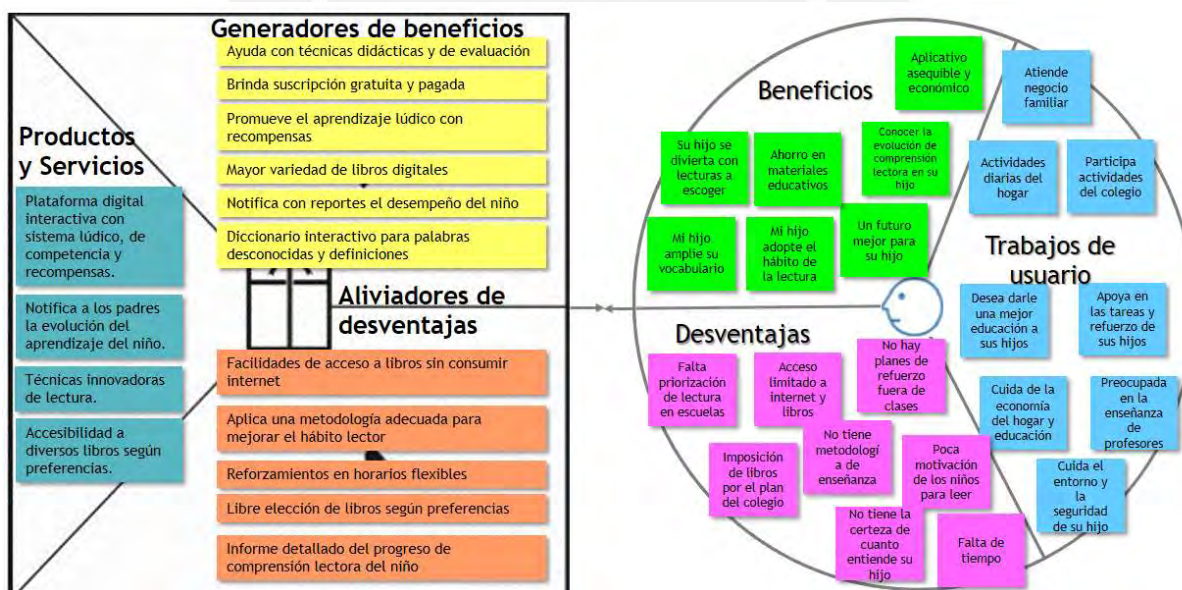 Generadores de beneficios
Ayuda con técnicas didácticas y de evaluación
Brinda suscripción gratuita y pagada
Promueve el aprendizaje lúdico con
recompensas
Mayor variedad de libros digitales
Notifica con reportes el desempeño del niño
Diccionario interactivo para palabras
desconocidas y definiciones
Productos
y Servicios
Plataforma digital
interactiva con
sistema lúdico, de
competencia y
recompensas.
Notifica a los padres
la evolución del
aprendizaje del niño.
Técnicas innovadoras
de lectura.
Accesibilidad a
diversos libros según
preferencias.
Aliviadores de
desventajas
Facilidades de acceso a libros sin consumir
internet
Aplica una metodología adecuada para
mejorar el hábito lector
Reforzamientos en horarios flexibles
Libre elección de libros según preferencias
Informe detallado del progreso de
comprensión lectora del niño
Beneficios
Aplicativo
asequible y
económico
Su hijo se
divierta con
lecturas a
escoger
Ahorro en
materiales
educativos
Conocer la
evolución de
comprensión
lectora en su
hijo
Mi hijo
amplie su
vocabulario
Mi hijo
adopte el
hábito de
la lectura
Un futuro
mejor para
su hijo
Trabajos de
usuario
Atiende
negocio
familiar
Actividades
diarias del
hogar
Participa
actividades
del colegio
Desea darle
una mejor
educación a
sus hijos
Apoya en
las tareas y
refuerzo de
sus hijos
Cuida de la
economía
del hogar y
educación
Preocupada
en la
enseñanza
de
profesores
Cuida el
entorno y
la
seguridad
de su hijo
Desventajas
Falta
priorización
de lectura
en escuelas
Acceso
limitado a
internet y
libros
No hay
planes de
refuerzo
fuera de
clases
Imposición
de libros
por el plan
del colegio
No tiene
metodologí
a de
enseñanza
Poca
motivación
de los niños
para leer
No tiene la
certeza de
cuanto
entiende su
hijo
Falta de
tiempo